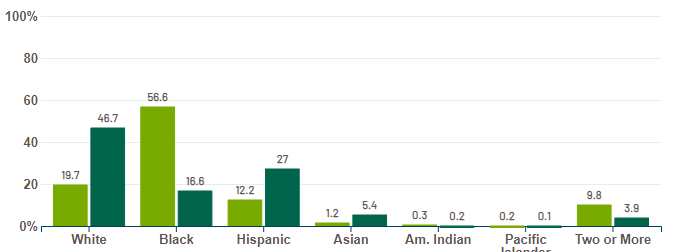 100%
80
60
40
20
0%
19.7
46.7
56.6
16.6
12.2
27
1.2
5.4
0.3
0.2
0.2
0.1
9.8
3.9
White
Black
Hispanic
Asian
Am. Indian
Pacific
Islander
Two or More